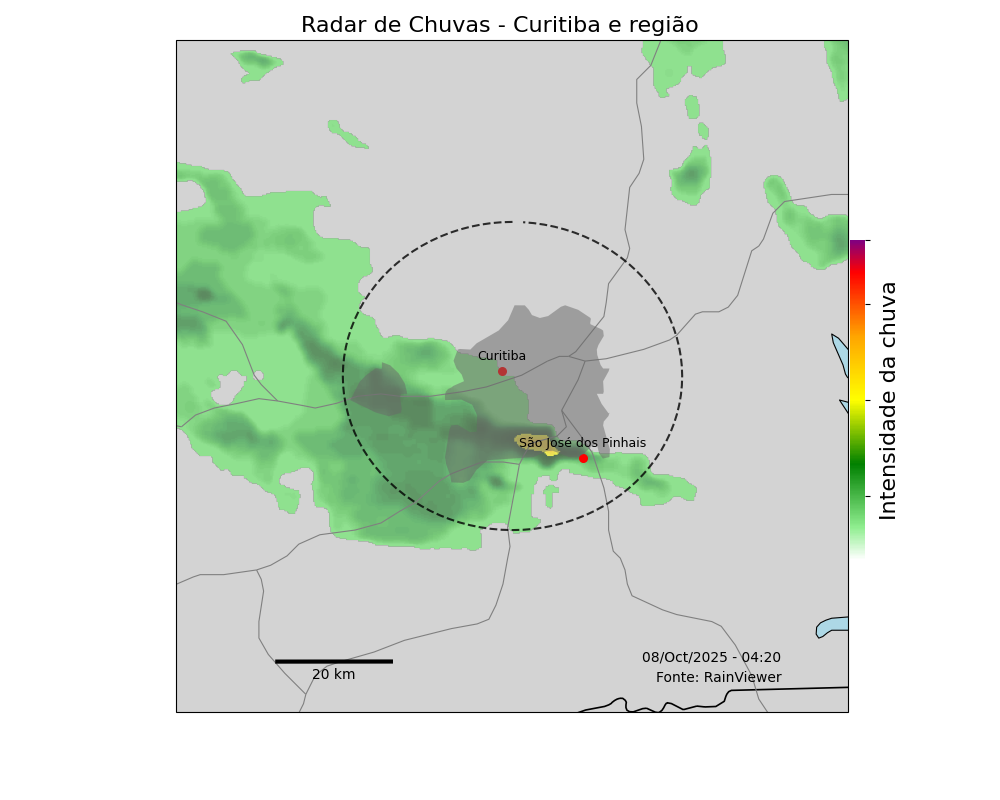 Radar de Chuvas - Curitiba e região
Curitiba
São José dos Pinhais
Intensidade da chuva
20 km
08/Oct/2025 - 04:20
Fonte: RainViewer